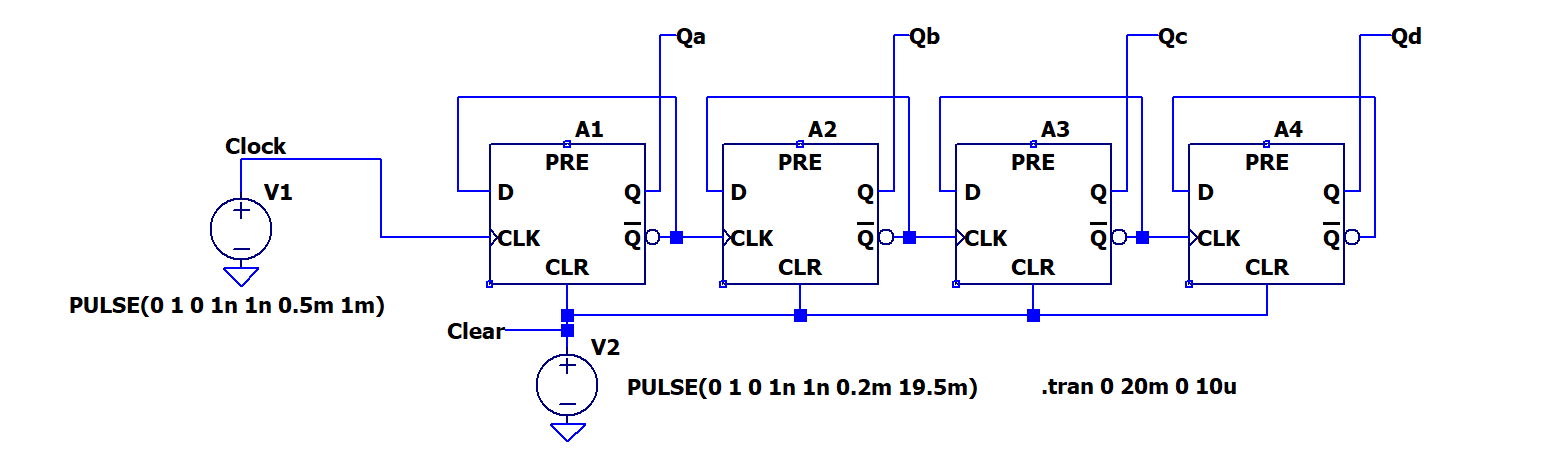 Qa
Qb
Qc
Qd
A1
A2
A3
A4
Clock
PRE
PRE
PRE
PRE
V1
D
Q
D
Q
D
Q
D
Q
+
−
CLK
Q̅
CLK
Q̅
CLK
Q̅
CLK
Q̅
CLR
CLR
CLR
CLR
PULSE(0 1 0 1n 1n 0.5m 1m)
Clear
V2
+
−
PULSE(0 1 0 1n 1n 0.2m 19.5m)
.tran 0 20m 0 10u